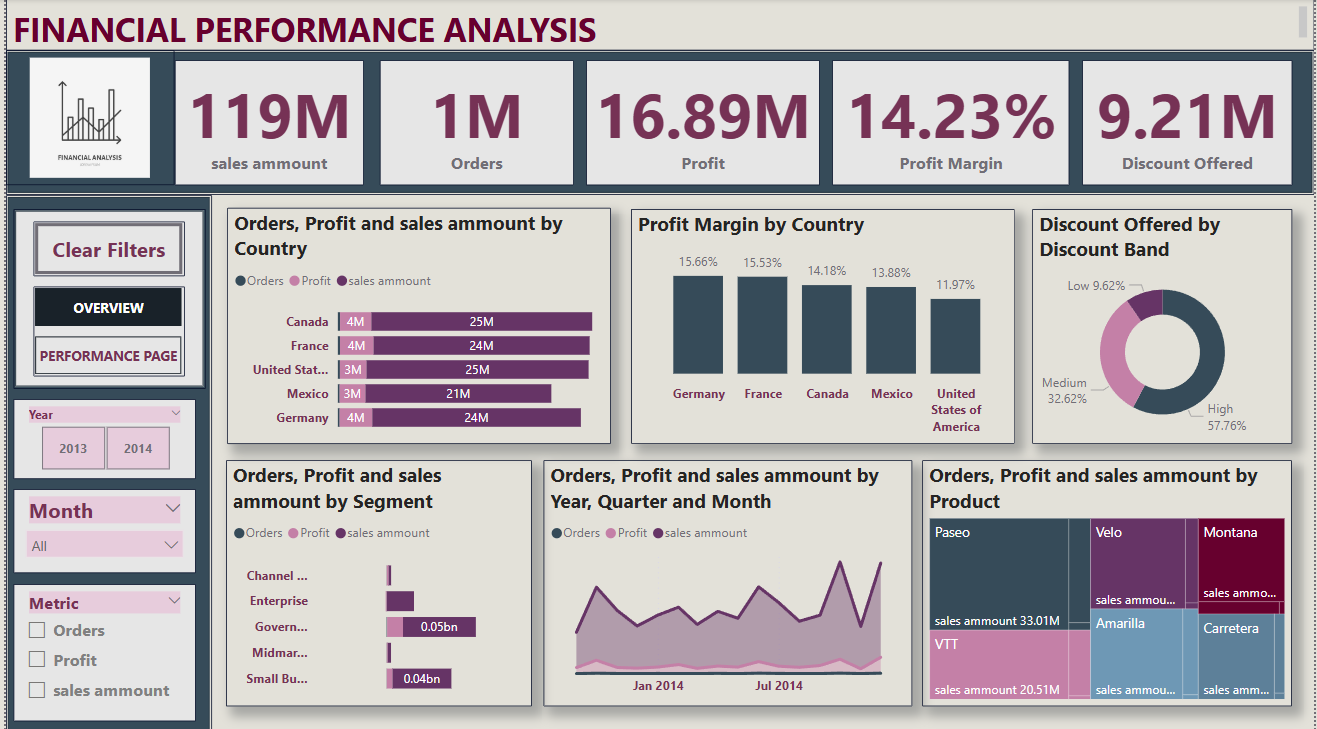 FINANCIAL PERFORMANCE ANALYSIS
FINANCIAL ANALYSIS
119M
sales ammount
1M
Orders
16.89M
Profit
14.23%
Profit Margin
9.21M
Discount Offered
Clear Filters
OVERVIEW
PERFORMANCE PAGE
Year
2013
2014
Month
All
Metric
Orders
Profit
sales ammount
Orders, Profit and sales ammount by
Country
Orders Profit sales ammount
Canada 4M 25M
France 4M 24M
United Stat... 3M 25M
Mexico 3M 21M
Germany 4M 24M
Profit Margin by Country
15.66% 15.53% 14.18% 13.88% 11.97%
Germany France Canada Mexico United
States of
America
Discount Offered by
Discount Band
Low 9.62%
Medium
32.62%
High
57.76%
Orders, Profit and sales
ammount by Segment
Orders Profit sales ammount
Channel ...
Enterprise
Govern... 0.05bn
Midmar...
Small Bu... 0.04bn
Orders, Profit and sales ammount by
Year, Quarter and Month
Orders Profit sales ammount
Jan 2014 Jul 2014
Orders, Profit and sales ammount by
Product
Paseo
sales ammount 33.01M
VTT
sales ammount 20.51M
Velo
sales ammou...
Amarilla
sales ammou...
Montana
sales ammo...
Carretera
sales amm...